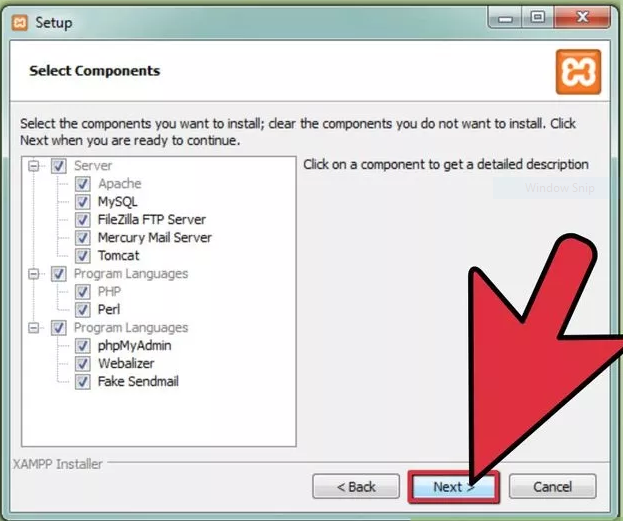 Setup
Select Components
Select the components you want to install; clear the components you do not want to install. Click
Next when you are ready to continue.
Server
Apache
MySQL
FileZilla FTP Server
Mercury Mail Server
Tomcat
Program Languages
PHP
Perl
Program Languages
phpMyAdmin
Webalizer
Fake Sendmail
Click on a component to get a detailed description
Window Snip
XAMPP Installer
< Back
Next >
Cancel